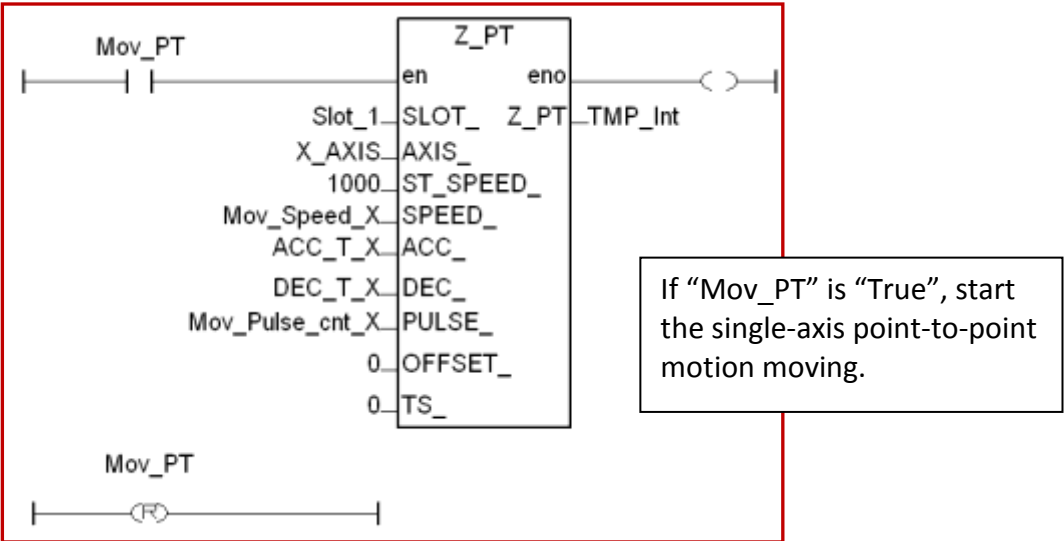 Mov_PT
Z_PT
en eno
Slot_1 SLOT_ Z_PT TMP_Int
X_AXIS AXIS_
1000 ST_SPEED_
Mov_Speed_X SPEED_
ACC_T_X ACC_
DEC_T_X DEC_
Mov_Pulse_cnt_X PULSE_
0 OFFSET_
0 TS_
If “Mov_PT” is “True”, start
the single-axis point-to-point
motion moving.
Mov_PT
R